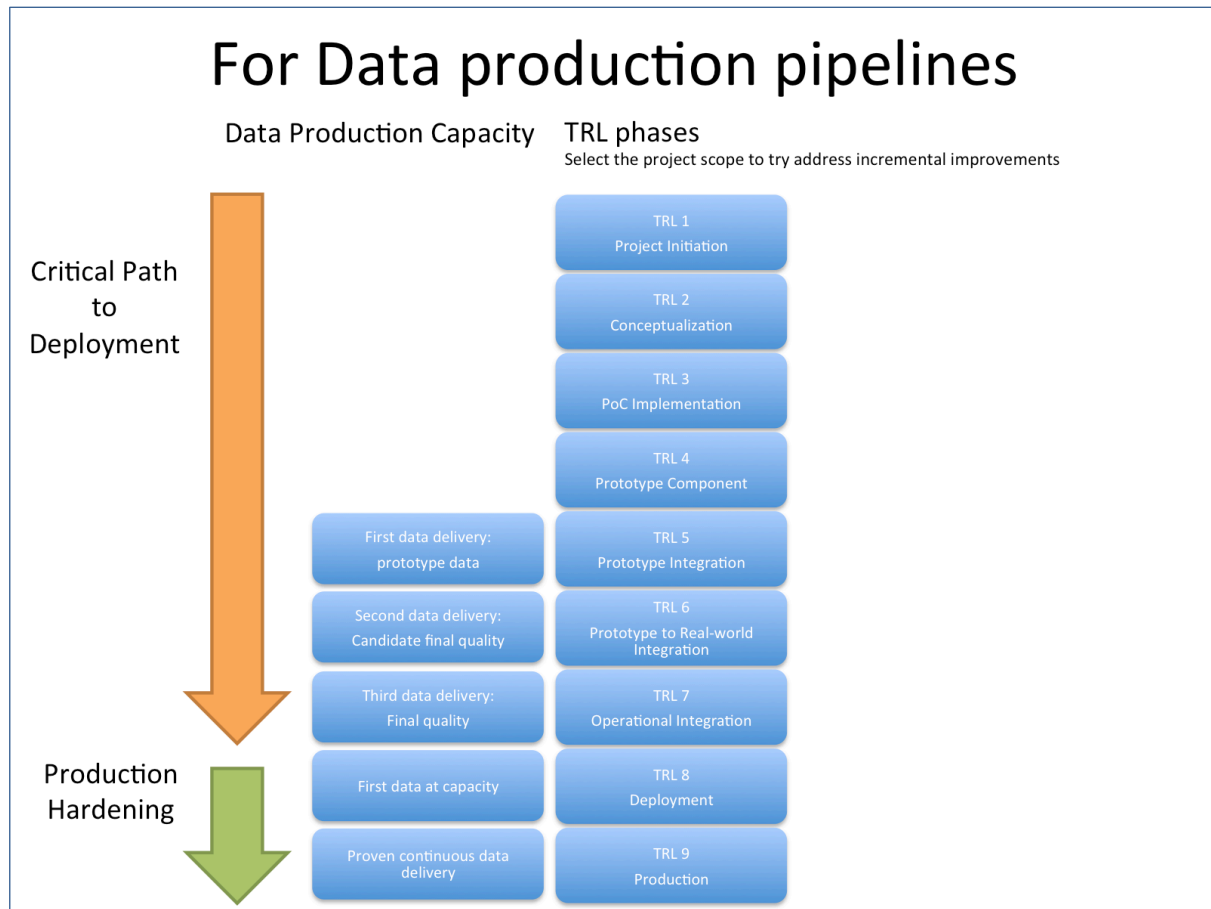 For Data production pipelines
Data Production Capacity
TRL phases
Select the project scope to try address incremental improvements
Critical Path
to
Deployment
Production
Hardening
First data delivery:
prototype data
Second data delivery:
Candidate final quality
Third data delivery:
Final quality
First data at capacity
Proven continuous data
delivery
TRL 1
Project Initiation
TRL 2
Conceptualization
TRL 3
PoC Implementation
TRL 4
Prototype Component
TRL 5
Prototype Integration
TRL 6
Prototype to Real-world
Integration
TRL 7
Operational Integration
TRL 8
Deployment
TRL 9
Production